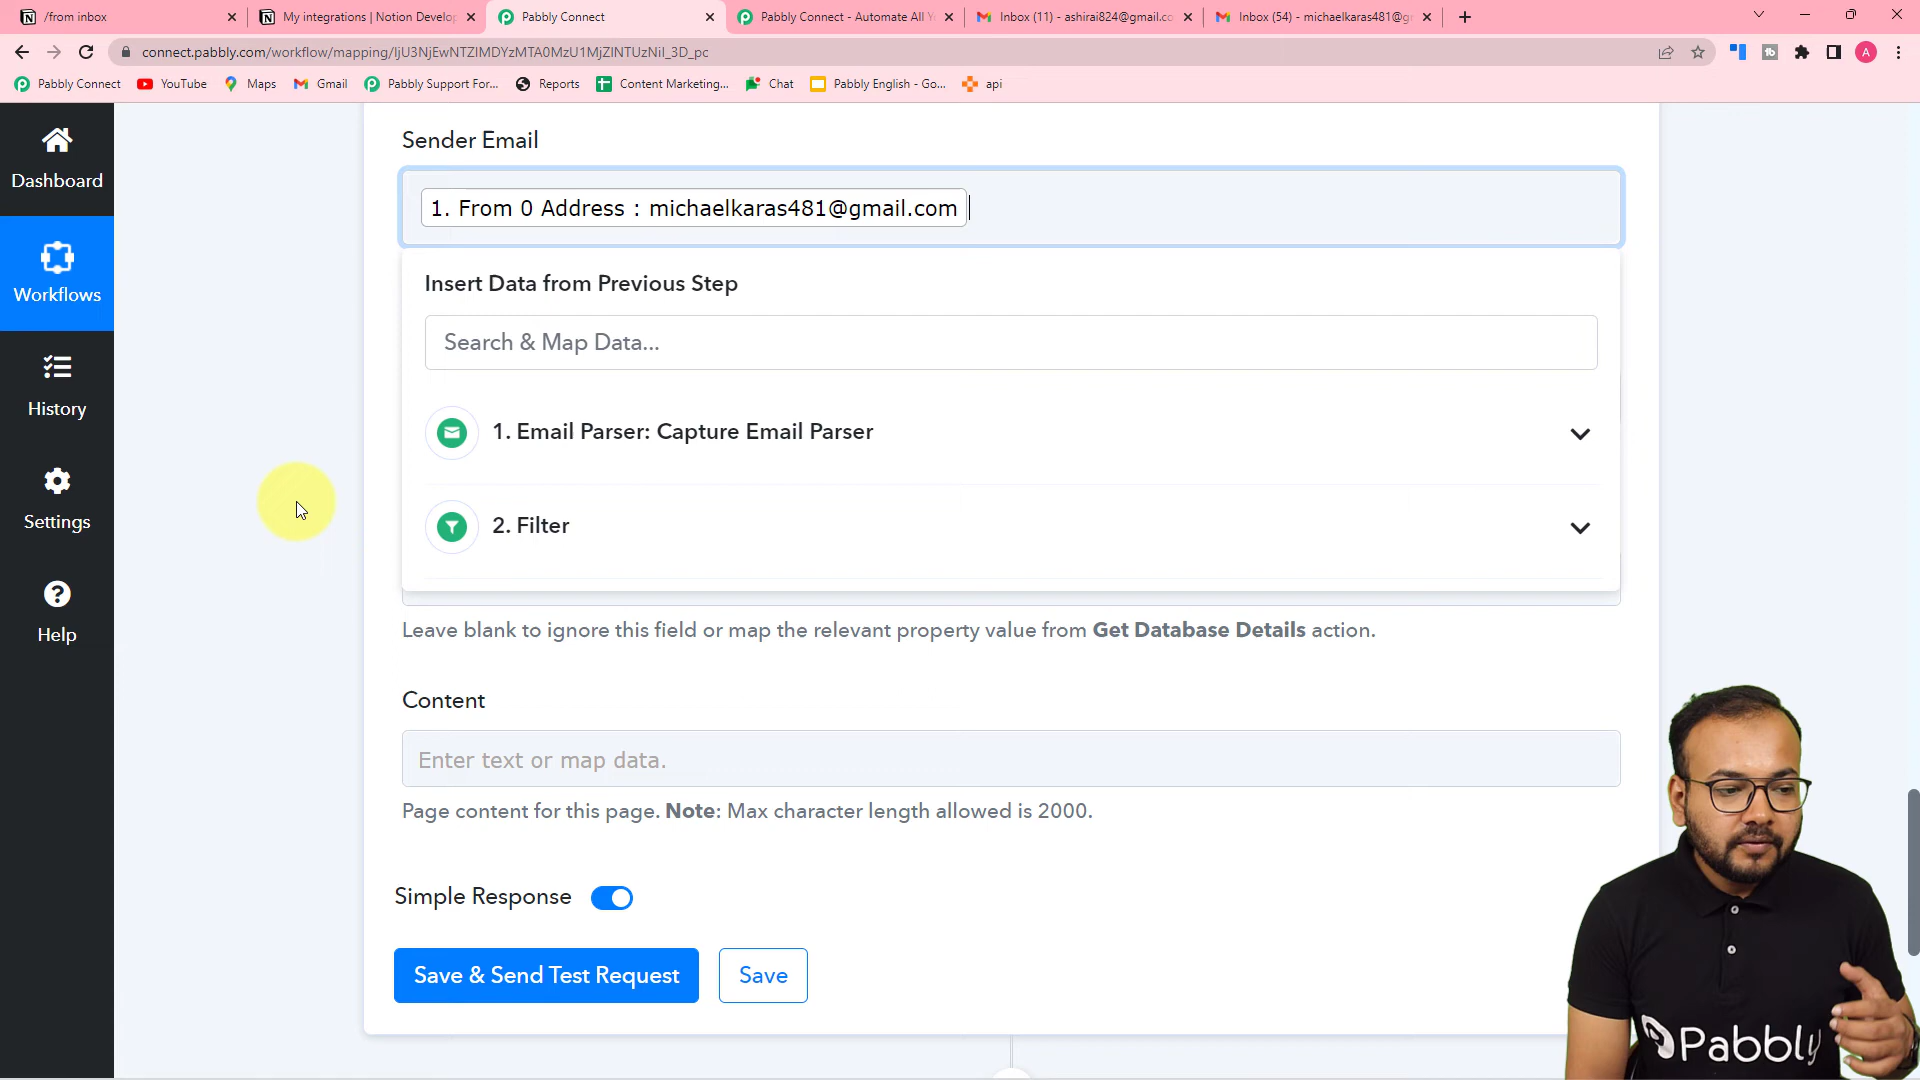 /from inbox
My integrations | Notion Develop
Pabbly Connect
Pabbly Connect - Automate All Y
Inbox (11) - ashirai824@gmail.co
Inbox (54) - michaelkaras481@g
connect.pabbly.com/workflow/mapping/IjU3NjEwNTZlMDYzMTA0MzU1MjZlNTUzNiI_3D_pc
A
Pabbly Connect
YouTube
Maps
Gmail
Pabbly Support For...
Reports
Content Marketing...
Chat
Pabbly English - Go...
api
Dashboard
Workflows
History
Settings
Help
Sender Email
1. From 0 Address : michaelkaras481@gmail.com
Insert Data from Previous Step
Search & Map Data...
1. Email Parser: Capture Email Parser
2. Filter
Leave blank to ignore this field or map the relevant property value from Get Database Details action.
Content
Enter text or map data.
Page content for this page. Note: Max character length allowed is 2000.
Simple Response
Save & Send Test Request
Save
Pabbly